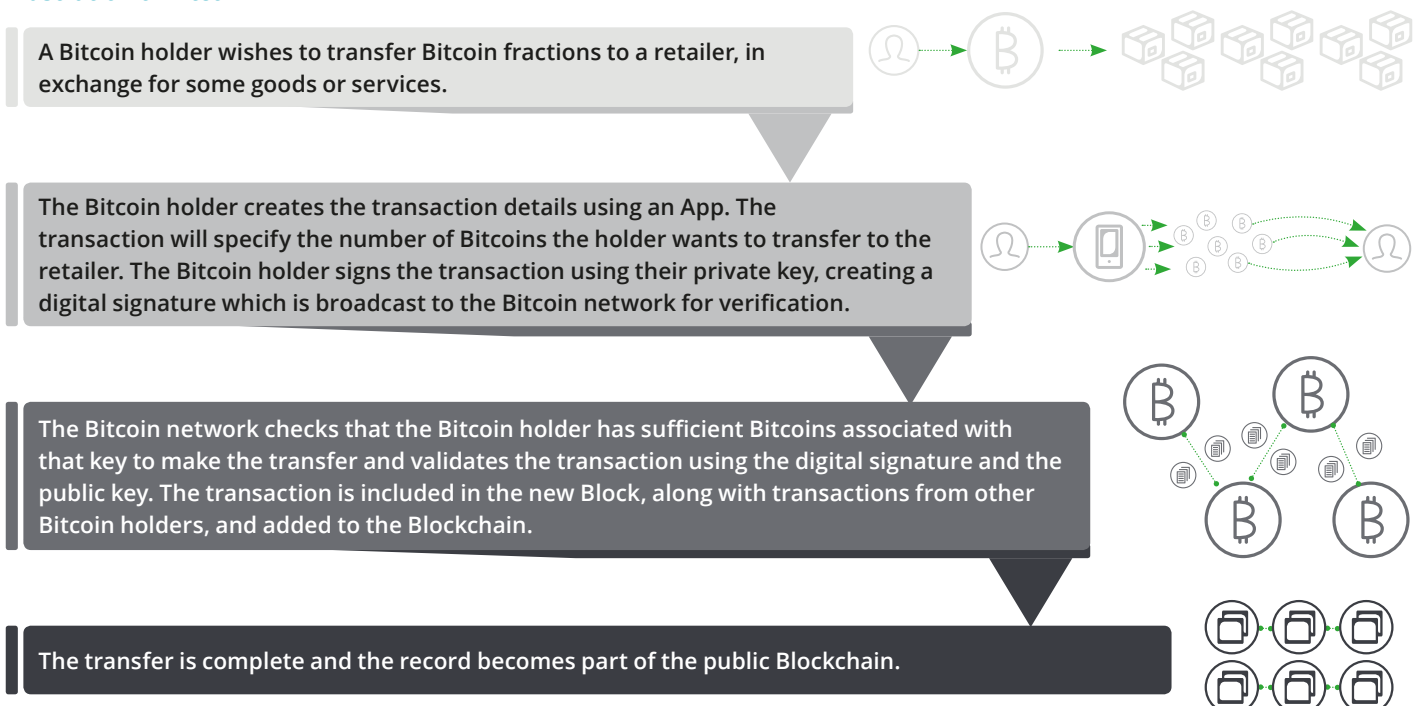 A Bitcoin holder wishes to transfer Bitcoin fractions to a retailer, in
exchange for some goods or services.
The Bitcoin holder creates the transaction details using an App. The
transaction will specify the number of Bitcoins the holder wants to transfer to the
retailer. The Bitcoin holder signs the transaction using their private key, creating a
digital signature which is broadcast to the Bitcoin network for verification.
The Bitcoin network checks that the Bitcoin holder has sufficient Bitcoins associated with
that key to make the transfer and validates the transaction using the digital signature and the
public key. The transaction is included in the new Block, along with transactions from other
Bitcoin holders, and added to the Blockchain.
The transfer is complete and the record becomes part of the public Blockchain.